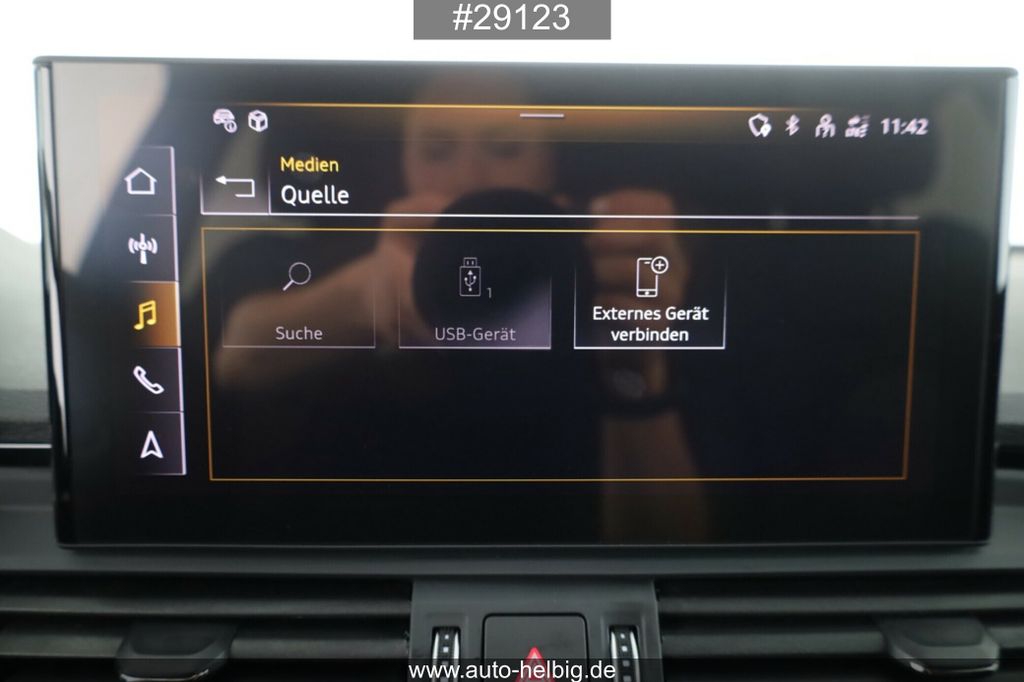 #29123
11:42
Medien
Quelle
Suche
USB-Gerät
1
Externes Gerät
verbinden
www.auto-helbig.de